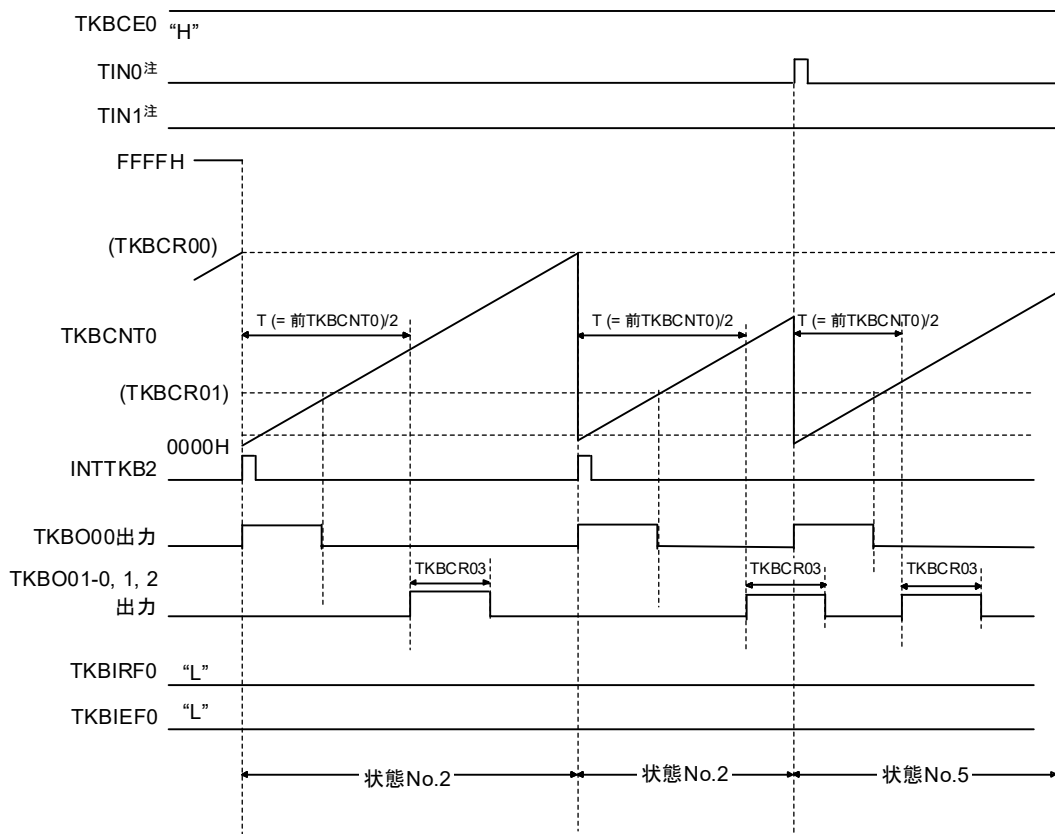 TKBCE0 “H”
TIN0注
TIN1注
FFFFH
(TKBCR00)
T (= 前TKBCNT0)/2 T (= 前TKBCNT0)/2 T (= 前TKBCNT0)/2
TKBCNT0
(TKBCR01)
0000H
INTTKB2
TKBO00出力
TKBO01-0, 1, 2
出力
TKBCR03 TKBCR03 TKBCR03
TKBIRF0 “L”
TKBIEF0 “L”
状態No.2 状態No.2 状態No.5